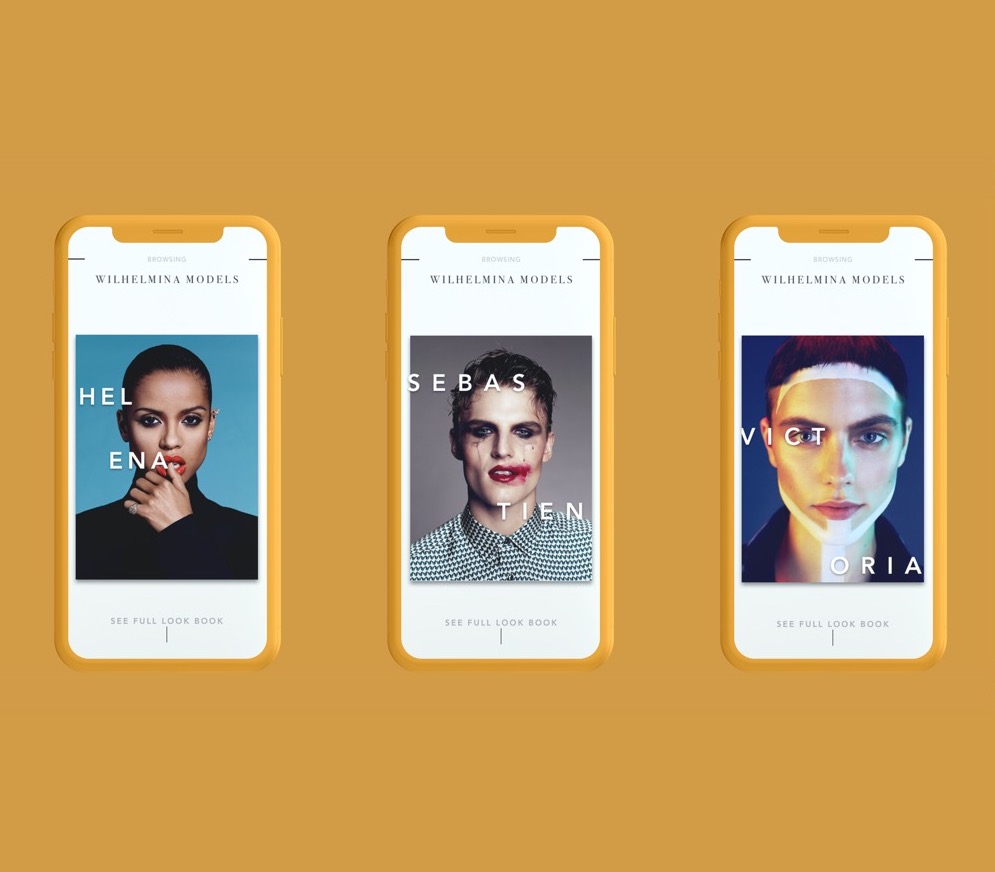 BROWSING
WILHELMINA MODELS
HEL
ENA
SEE FULL LOOK BOOK
BROWSING
WILHELMINA MODELS
SEBAS
TIEN
SEE FULL LOOK BOOK
BROWSING
WILHELMINA MODELS
VICT
ORIA
SEE FULL LOOK BOOK